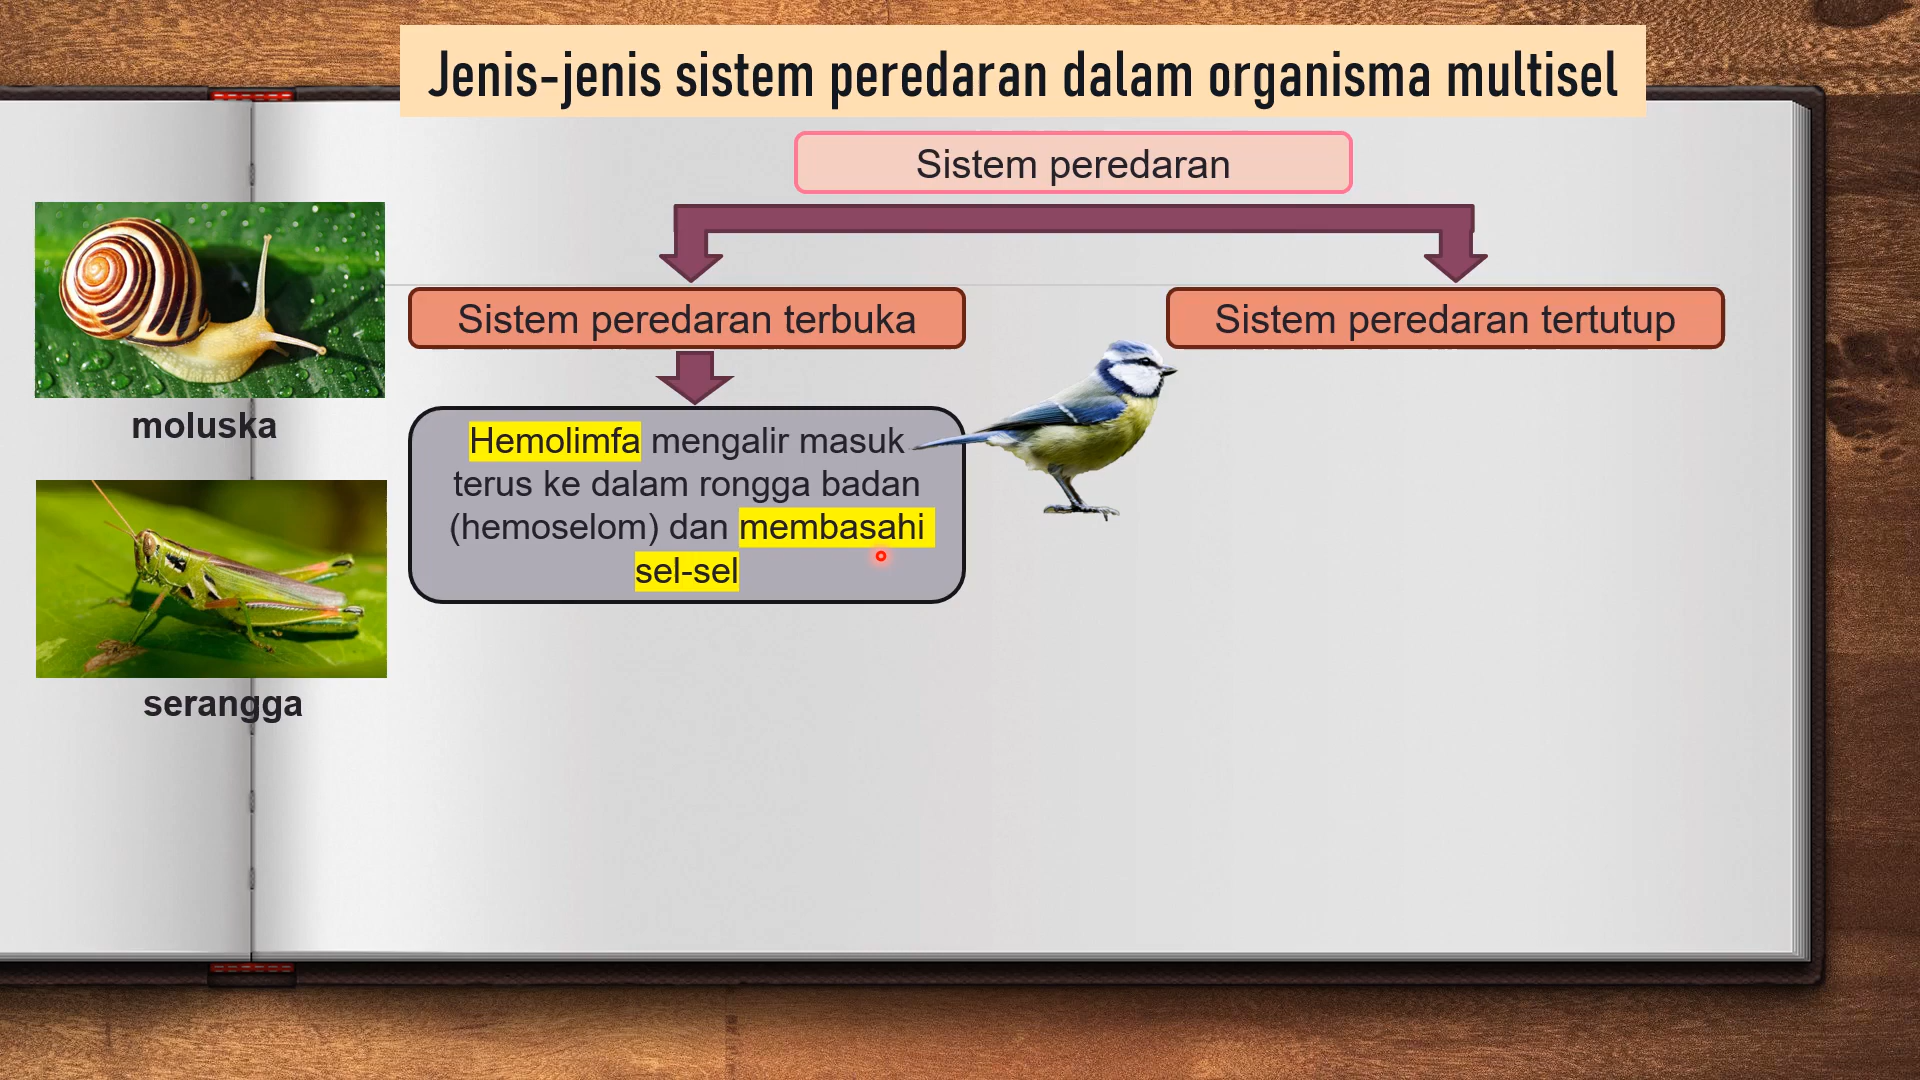 Jenis-jenis sistem peredaran dalam organisma multisel
Sistem peredaran
Sistem peredaran terbuka
Sistem peredaran tertutup
moluska
Hemolimfa mengalir masuk
terus ke dalam rongga badan
(hemoselom) dan membasahi
sel-sel
serangga